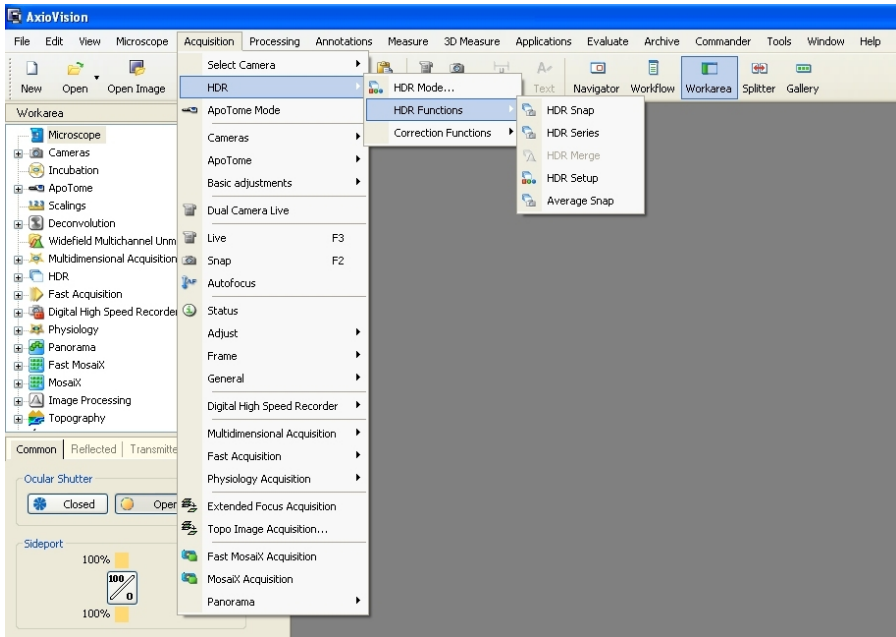 AxioVision
File Edit View Microscope Acquisition Processing Annotations Measure 3D Measure Applications Evaluate Archive Commander Tools Window Help
New Open Open Image Text Navigator Workflow Workarea Splitter Gallery
Workarea
Microscope
Cameras
Incubation
ApoTome
Scalings
Deconvolution
Widefield Multichannel Unm
Multidimensional Acquisition
HDR
Fast Acquisition
Digital High Speed Recorder
Physiology
Panorama
Fast MosaiX
MosaiX
Image Processing
Topography
Common Reflected Transmitte
Ocular Shutter
Closed Open
Sideport
100%
100/0
100%
Select Camera
HDR
ApoTome Mode
Cameras
ApoTome
Basic adjustments
Dual Camera Live
Live F3
Snap F2
Autofocus
Status
Adjust
Frame
General
Digital High Speed Recorder
Multidimensional Acquisition
Fast Acquisition
Physiology Acquisition
Extended Focus Acquisition
Topo Image Acquisition...
Fast MosaiX Acquisition
MosaiX Acquisition
Panorama
HDR Mode...
HDR Functions
Correction Functions
HDR Snap
HDR Series
HDR Merge
HDR Setup
Average Snap